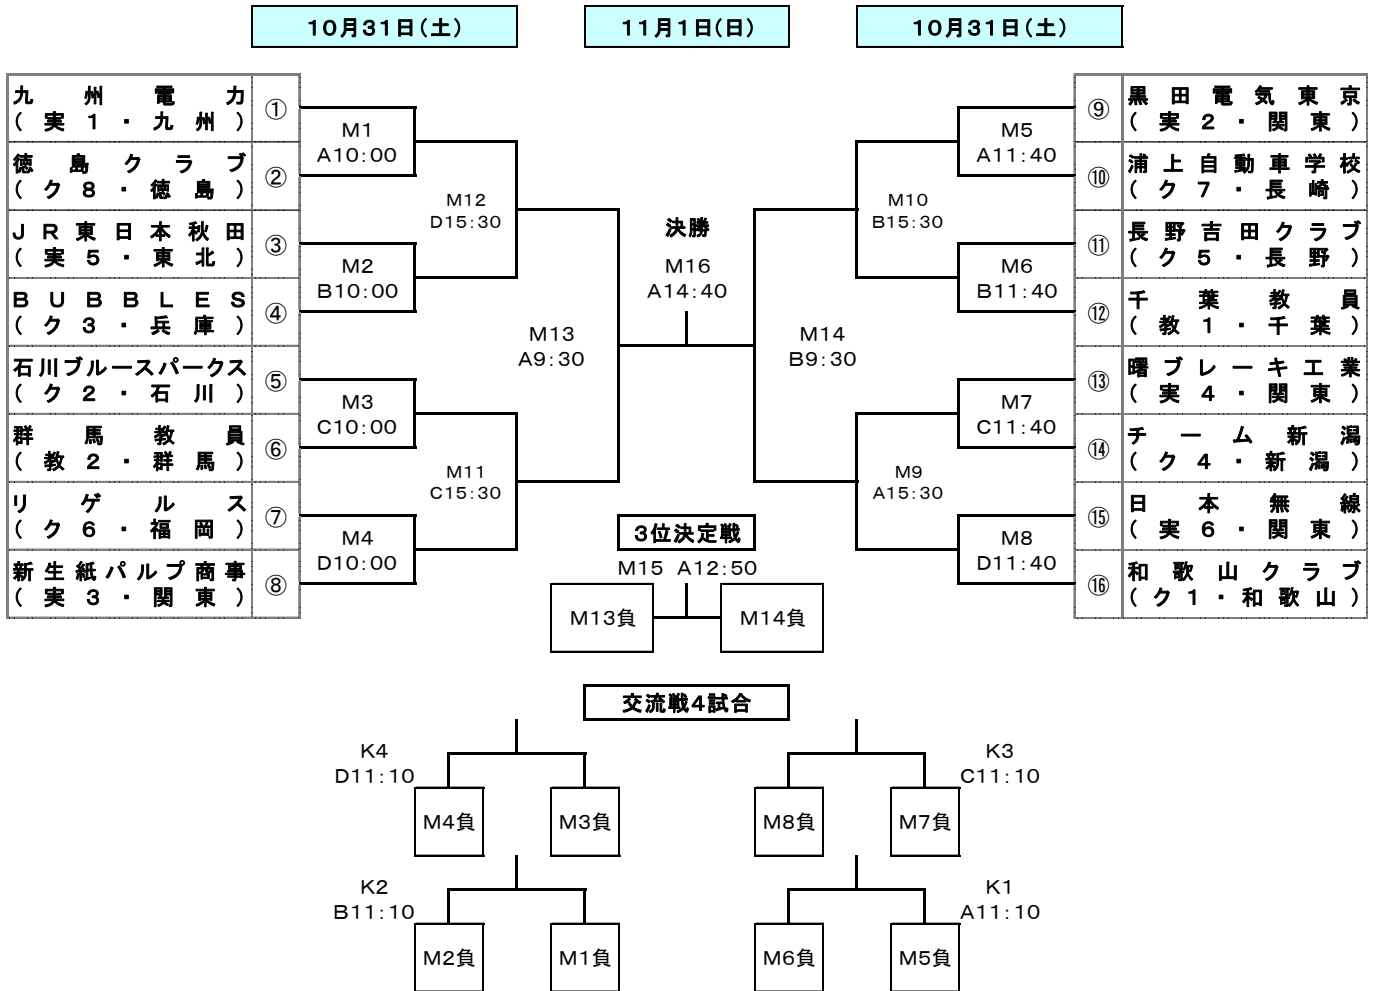 10月31日(土)
11月1日(日)
10月31日(土)
九州電力
(実1・九州)
①
徳島クラブ
(ク8・徳島)
②
JR東日本秋田
(実5・東北)
③
BUBBLES
(ク3・兵庫)
④
石川ブルースパークス
(ク2・石川)
⑤
群馬教員
(教2・群馬)
⑥
リゲルス
(ク6・福岡)
⑦
新生紙パルプ商事
(実3・関東)
⑧
M1
A10:00
M2
B10:00
M3
C10:00
M4
D10:00
M12
D15:30
M11
C15:30
M13
A9:30
決勝
M16
A14:40
M14
B9:30
M10
B15:30
M9
A15:30
M5
A11:40
M6
B11:40
M7
C11:40
M8
D11:40
⑨
黒田電気東京
(実2・関東)
⑩
浦上自動車学校
(ク7・長崎)
⑪
長野吉田クラブ
(ク5・長野)
⑫
千葉教員
(教1・千葉)
⑬
曙ブレーキ工業
(実4・関東)
⑭
チーム新潟
(ク4・新潟)
⑮
日本無線
(実6・関東)
⑯
和歌山クラブ
(ク1・和歌山)
3位決定戦
M15 A12:50
M13負
M14負
交流戦4試合
K4
D11:10
M4負
M3負
K3
C11:10
M8負
M7負
K2
B11:10
M2負
M1負
K1
A11:10
M6負
M5負